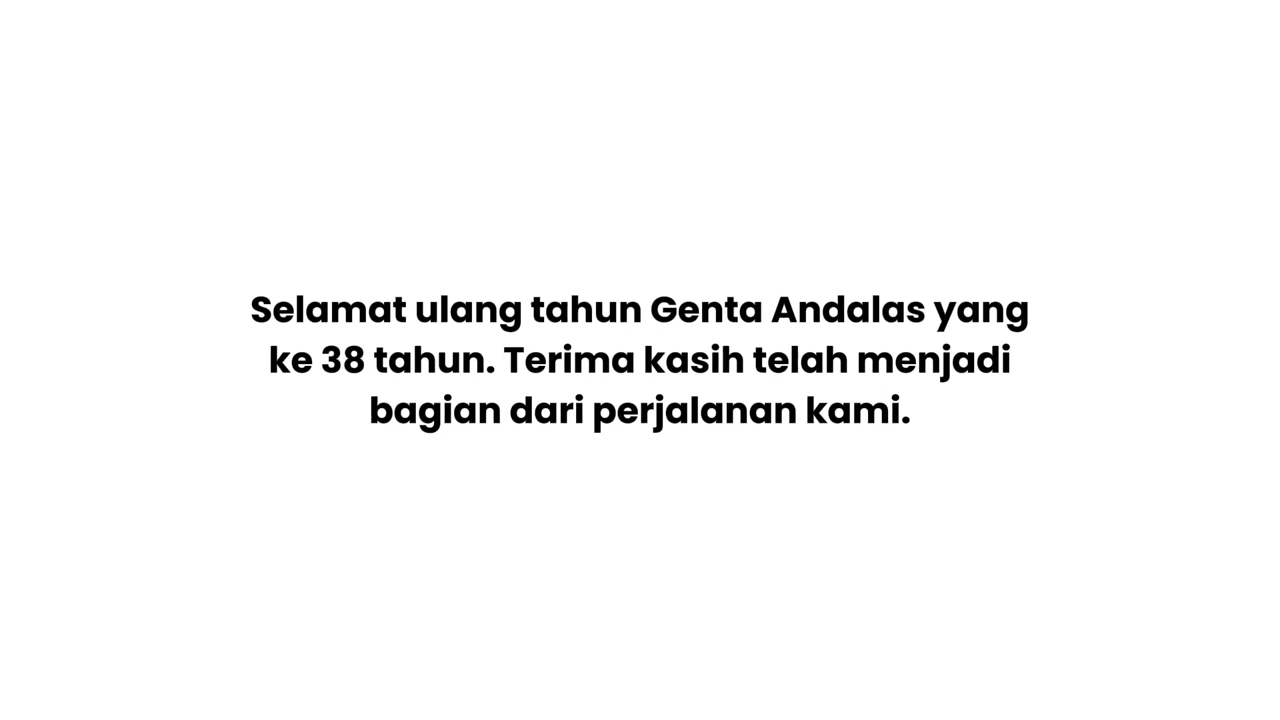 Selamat ulang tahun Genta Andalas yang
ke 38 tahun. Terima kasih telah menjadi
bagian dari perjalanan kami.